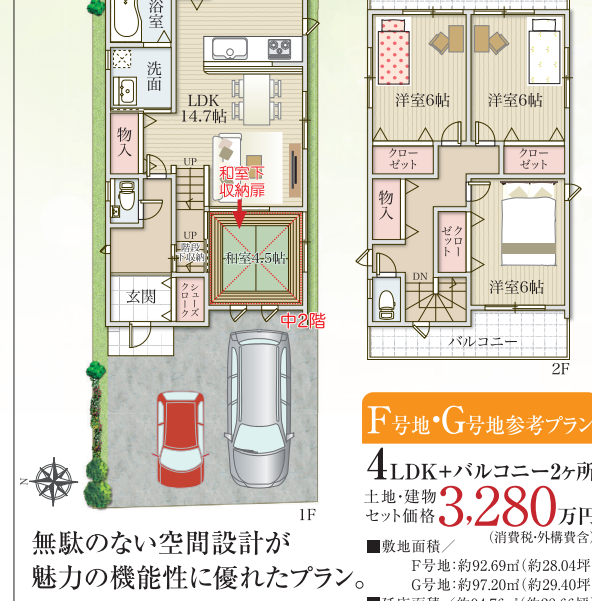 浴室
洗面
LDK
14.7帖
物入
UP
和室下
収納扉
UP
階段
下収納
和室4.5帖
玄関
シューズ
クローク
中2階
N
1F
洋室6帖
洋室6帖
クロー
ゼット
クロー
ゼット
物入
クロー
ゼット
洋室6帖
DN
バルコニー
2F
F号地・G号地参考プラン
4LDK+バルコニー2ヶ所
土地・建物
セット価格 3,280万円
(消費税・外構費含)
■敷地面積/
F号地:約92.69㎡(約28.04坪
G号地:約97.20㎡(約29.40坪
無駄のない空間設計が
魅力の機能性に優れたプラン。